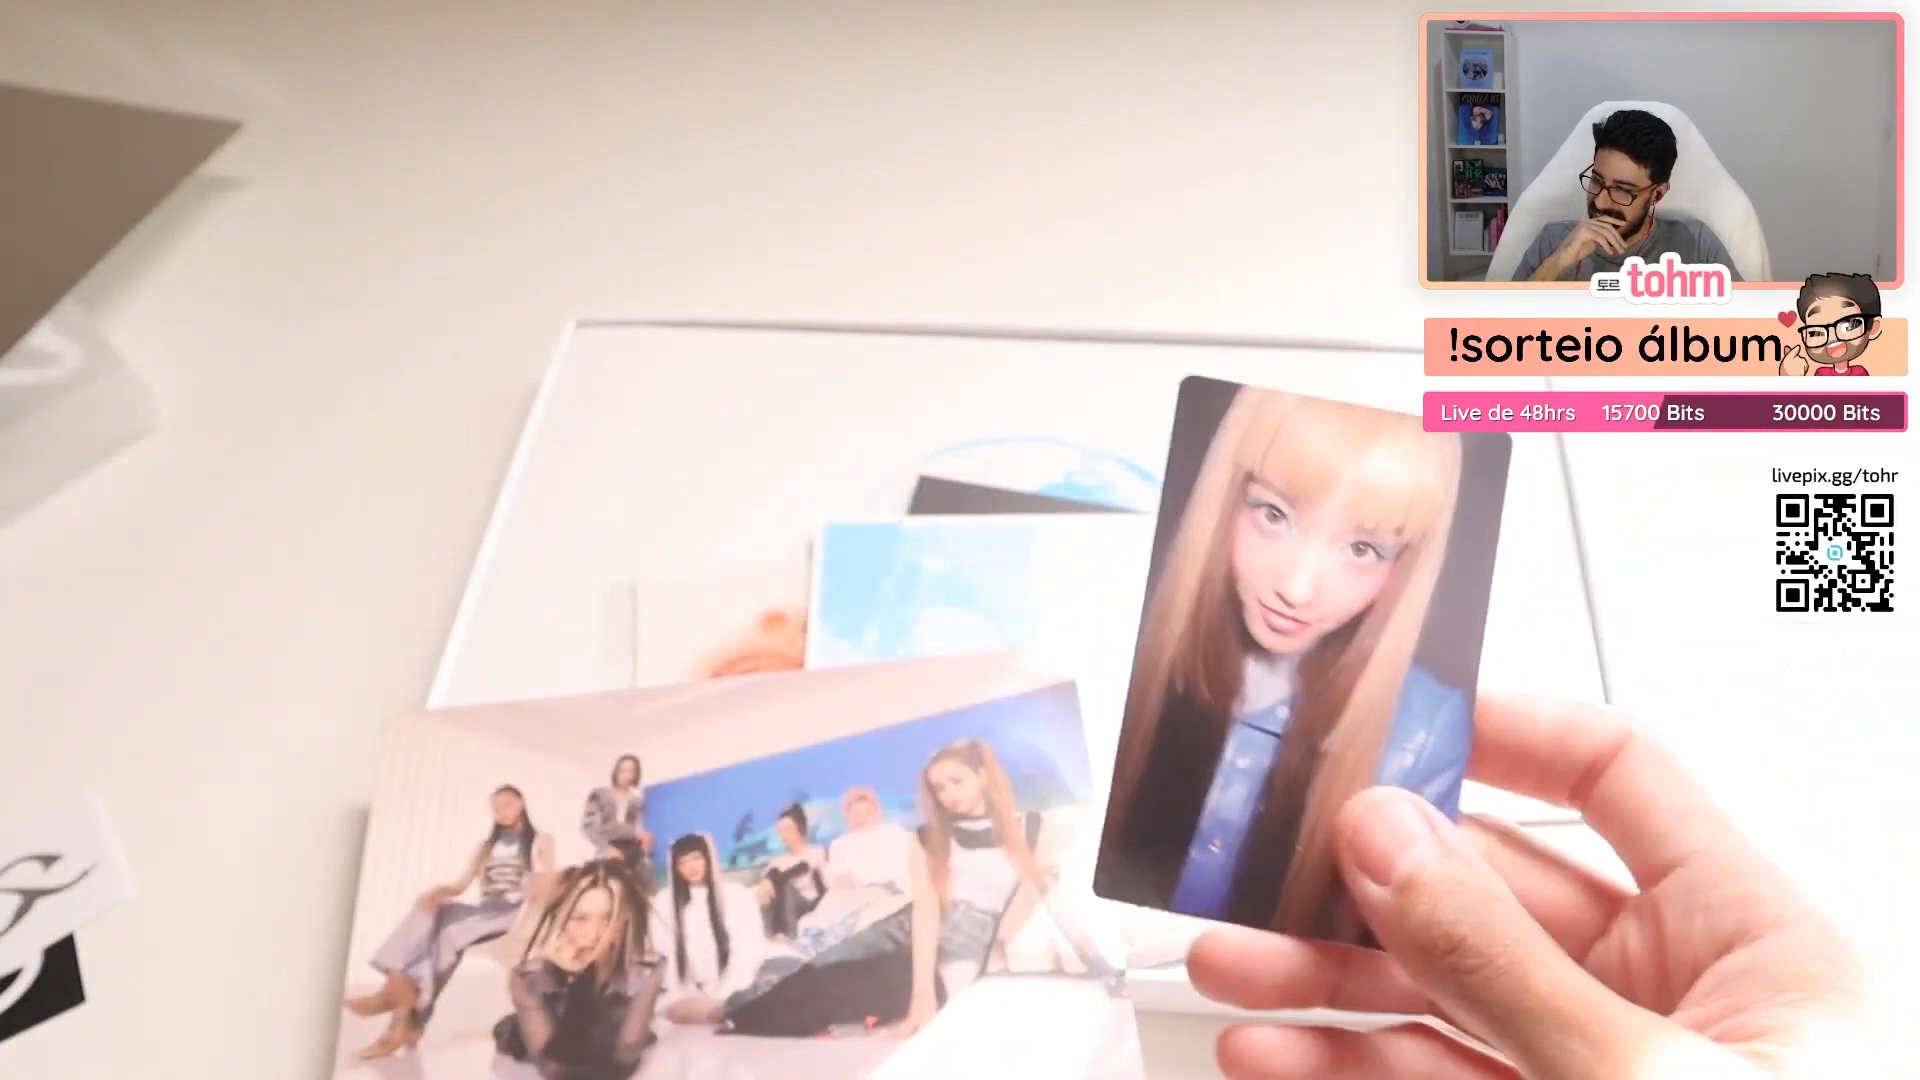 토르 tohrn
!sorteio álbum
Live de 48hrs 15700 Bits 30000 Bits
livepix.gg/tohr